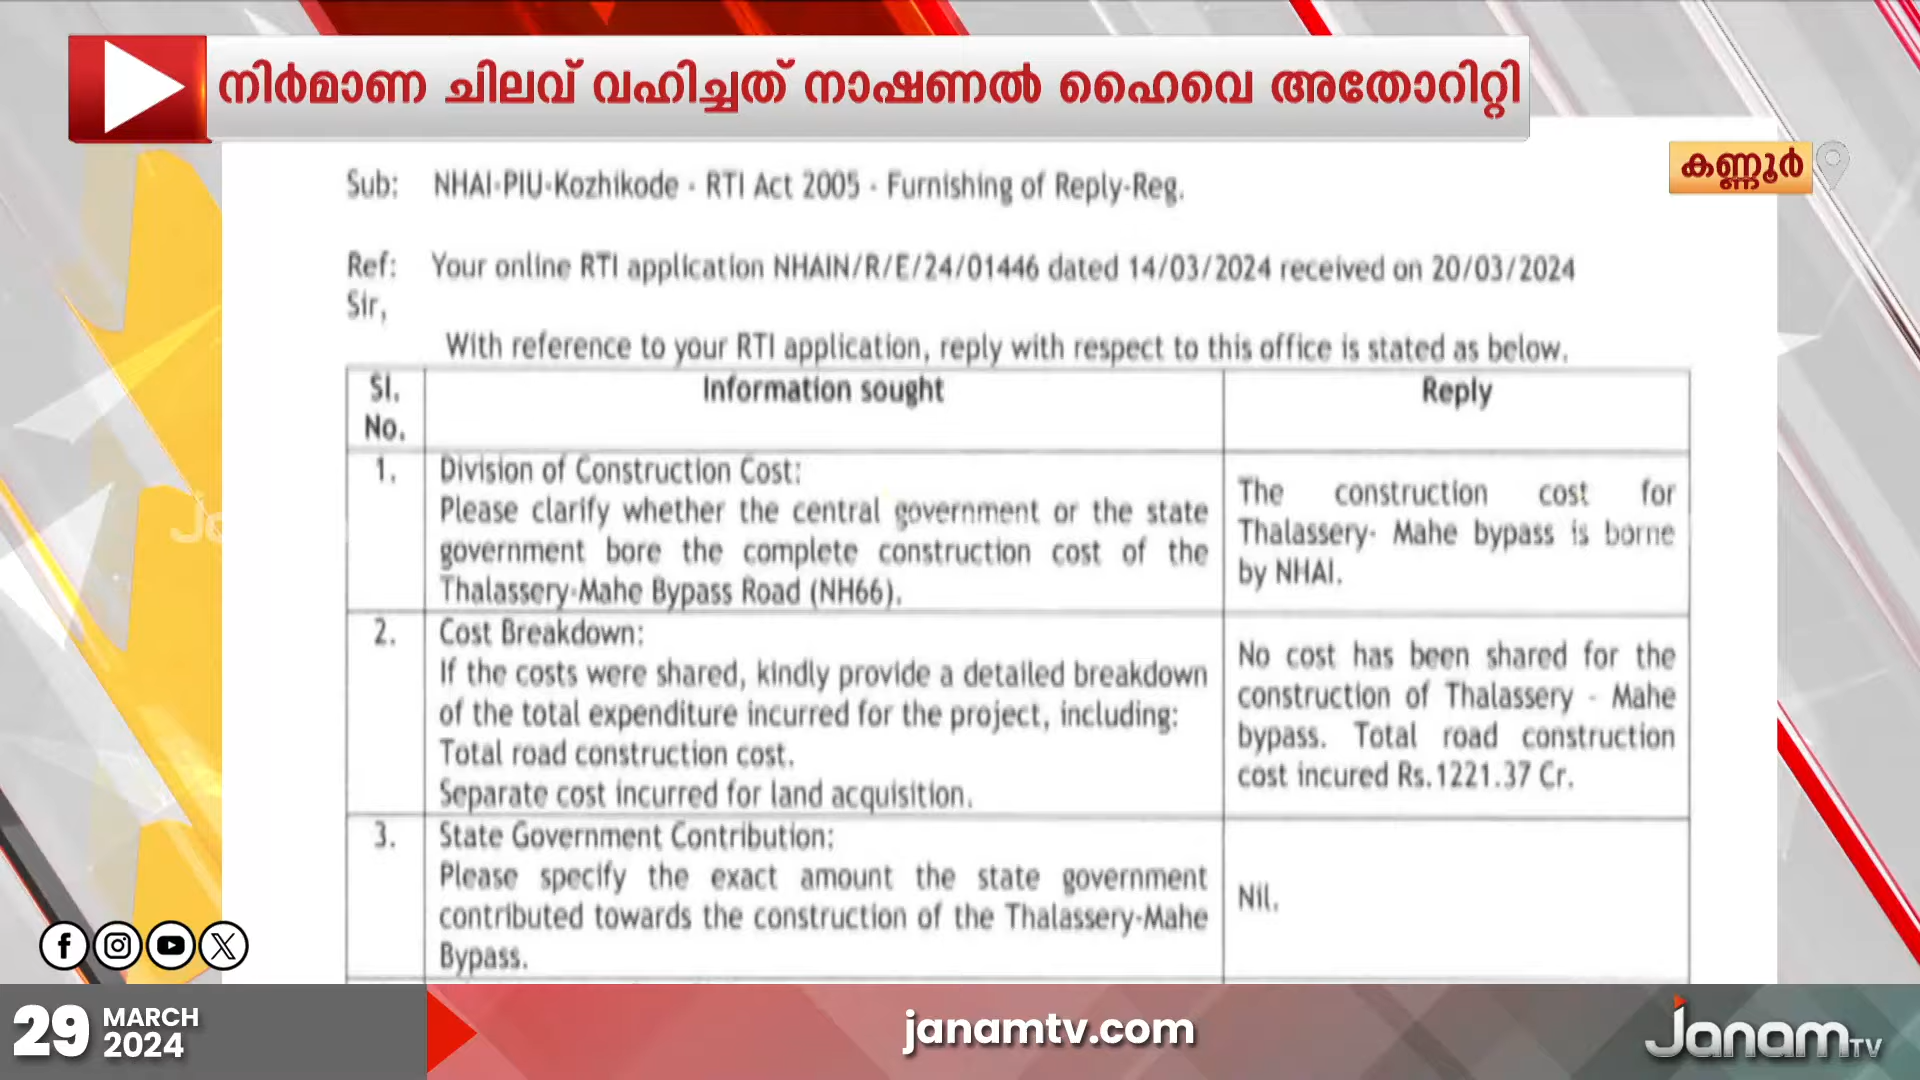 നിർമാണ ചിലവ് വഹിച്ചത് നാഷണൽ ഹൈവെ അതോറിറ്റി
കണ്ണൂർ
Sub: NHAI-PIU-Kozhikode - RTI Act 2005 - Furnishing of Reply-Reg.
Ref: Your online RTI application NHAIN/R/E/24/01446 dated 14/03/2024 received on 20/03/2024
Sir,
With reference to your RTI application, reply with respect to this office is stated as below.
Sl. No.
Information sought
Reply
1.
Division of Construction Cost:
Please clarify whether the central government or the state
government bore the complete construction cost of the
Thalassery-Mahe Bypass Road (NH66).
The construction cost for
Thalassery- Mahe bypass is borne
by NHAI.
2.
Cost Breakdown:
If the costs were shared, kindly provide a detailed breakdown
of the total expenditure incurred for the project, including:
Total road construction cost.
Separate cost incurred for land acquisition.
No cost has been shared for the
construction of Thalassery - Mahe
bypass. Total road construction
cost incured Rs.1221.37 Cr.
3.
State Government Contribution:
Please specify the exact amount the state government
contributed towards the construction of the Thalassery-Mahe
Bypass.
Nil.
29 MARCH 2024
janamtv.com
Janam TV